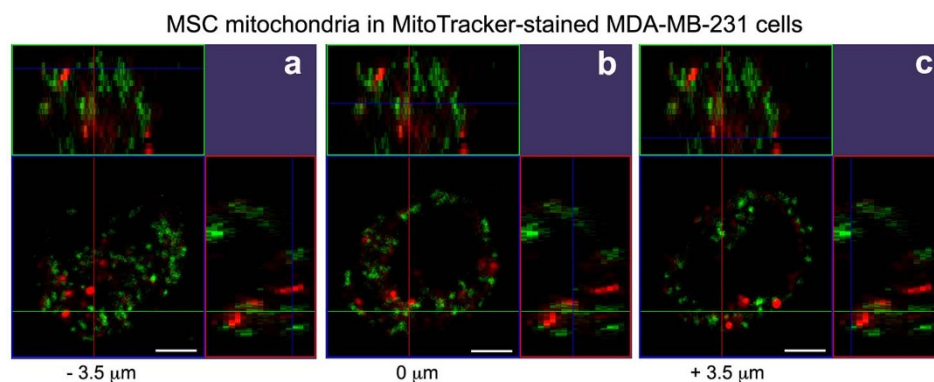 MSC mitochondria in MitoTracker-stained MDA-MB-231 cells
a
b
c
- 3.5 µm
0 µm
+ 3.5 µm